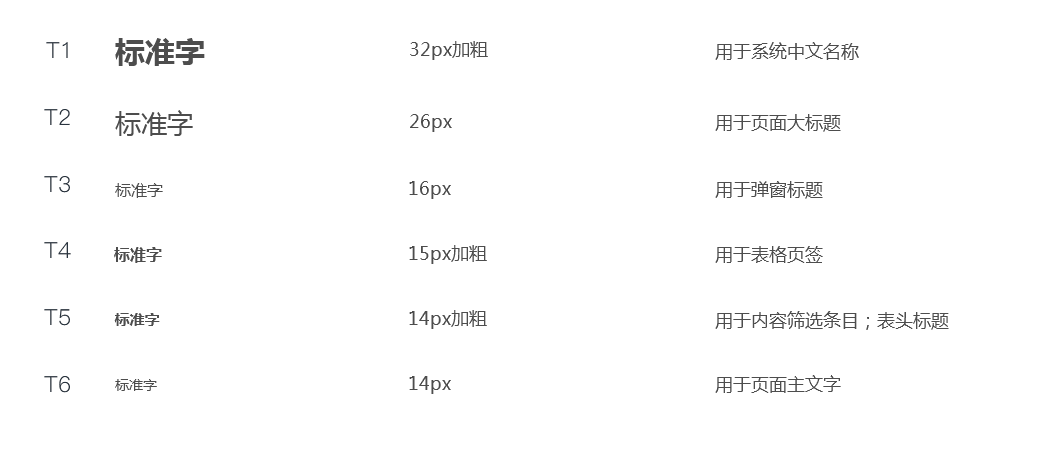 T1 标准字 32px加粗 用于系统中文名称
T2 标准字 26px 用于页面大标题
T3 标准字 16px 用于弹窗标题
T4 标准字 15px加粗 用于表格页签
T5 标准字 14px加粗 用于内容筛选条目；表头标题
T6 标准字 14px 用于页面主文字